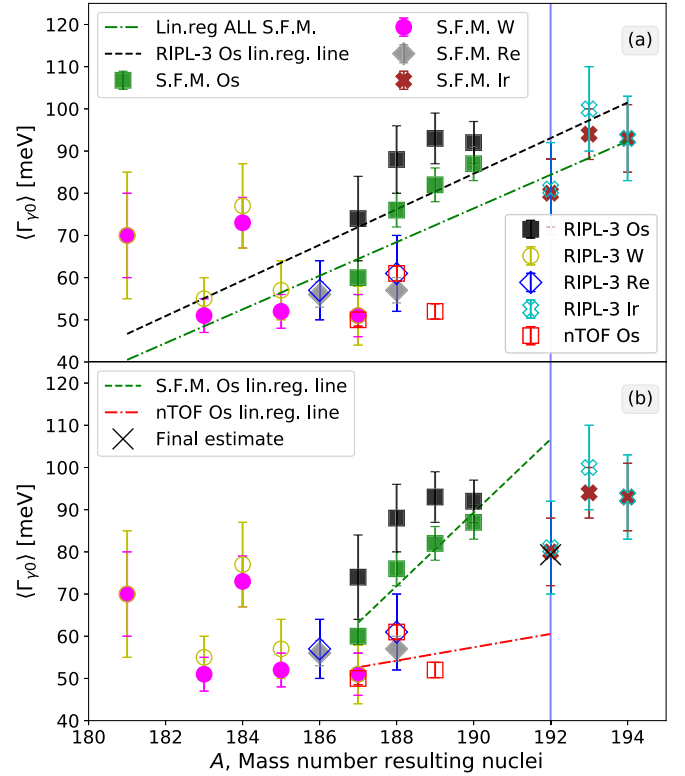 Lin.reg ALL S.F.M.
RIPL-3 Os lin.reg. line
S.F.M. Os
S.F.M. W
S.F.M. Re
S.F.M. Ir
(a)
120
110
100
90
80
70
60
50
40
⟨Γγ0⟩ [meV]
RIPL-3 Os
RIPL-3 W
RIPL-3 Re
RIPL-3 Ir
nTOF Os
S.F.M. Os lin.reg. line
nTOF Os lin.reg. line
Final estimate
(b)
120
110
100
90
80
70
60
50
40
⟨Γγ0⟩ [meV]
180 182 184 186 188 190 192 194
A, Mass number resulting nuclei